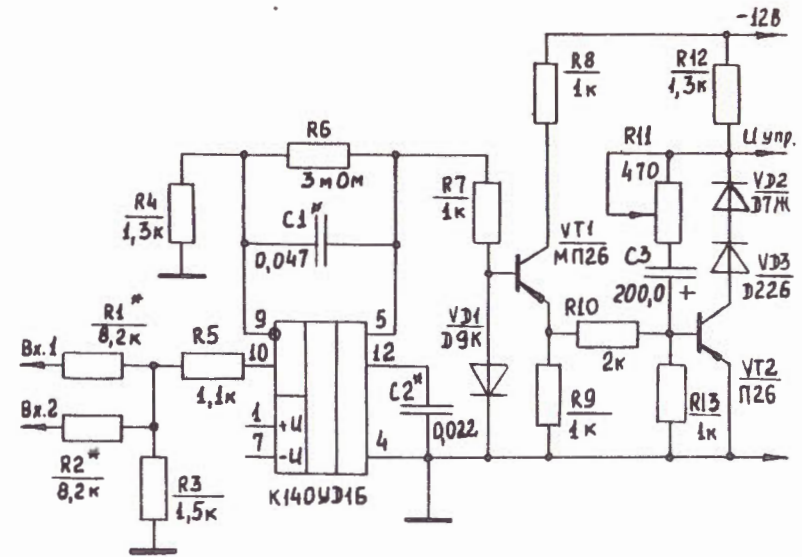 -12В
R8
1к
R12
1,3к
R6
3мОм
R11
470
Uупр.
R4
1,3к
R7
1к
VD2
Д7Ж
C1*
0,047
VT1
МП26
C3
200,0 +
VD3
D226
9
5
R1*
8,2к
R5
1,1к
VD1
D9К
R10
2к
Вх.1
10
12
C2*
0,022
VT2
П26
Вх.2
1
+U
R9
1к
R13
1к
7
-U
4
R2*
8,2к
R3
1,5к
К140УД1Б